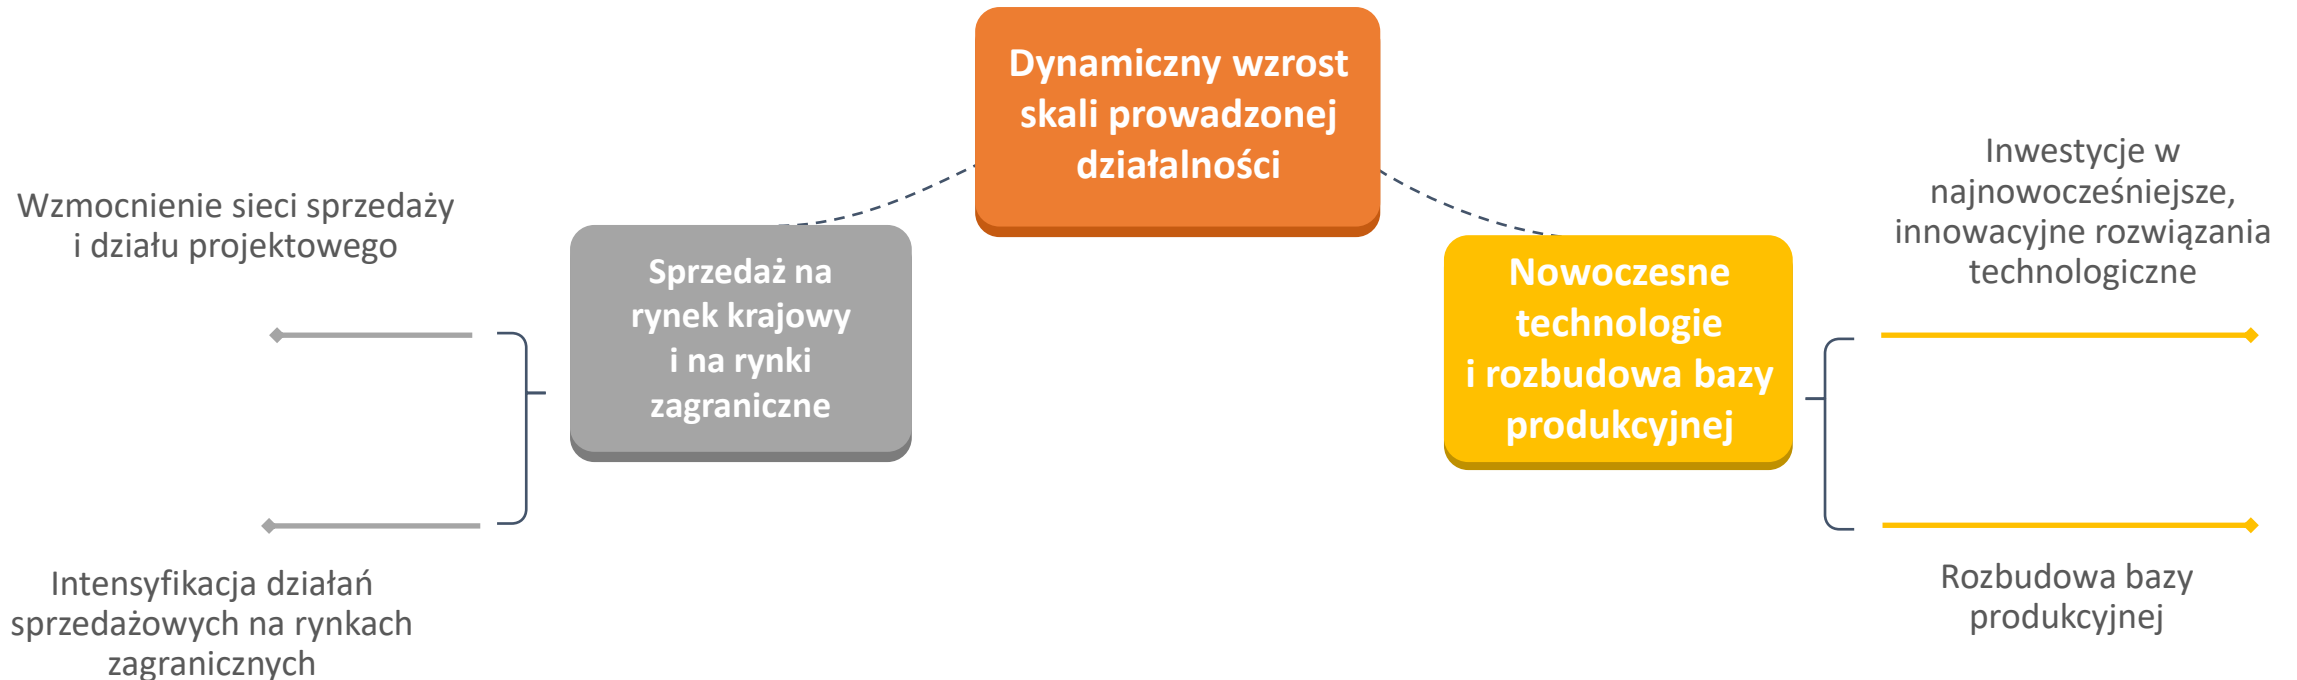 Dynamiczny wzrost
skali prowadzonej
działalności
Wzmocnienie sieci sprzedaży
i działu projektowego
Sprzedaż na
rynek krajowy
i na rynki
zagraniczne
Intensyfikacja działań
sprzedażowych na rynkach
zagranicznych
Nowoczesne
technologie
i rozbudowa bazy
produkcyjnej
Inwestycje w
najnowocześniejsze,
innowacyjne rozwiązania
technologiczne
Rozbudowa bazy
produkcyjnej